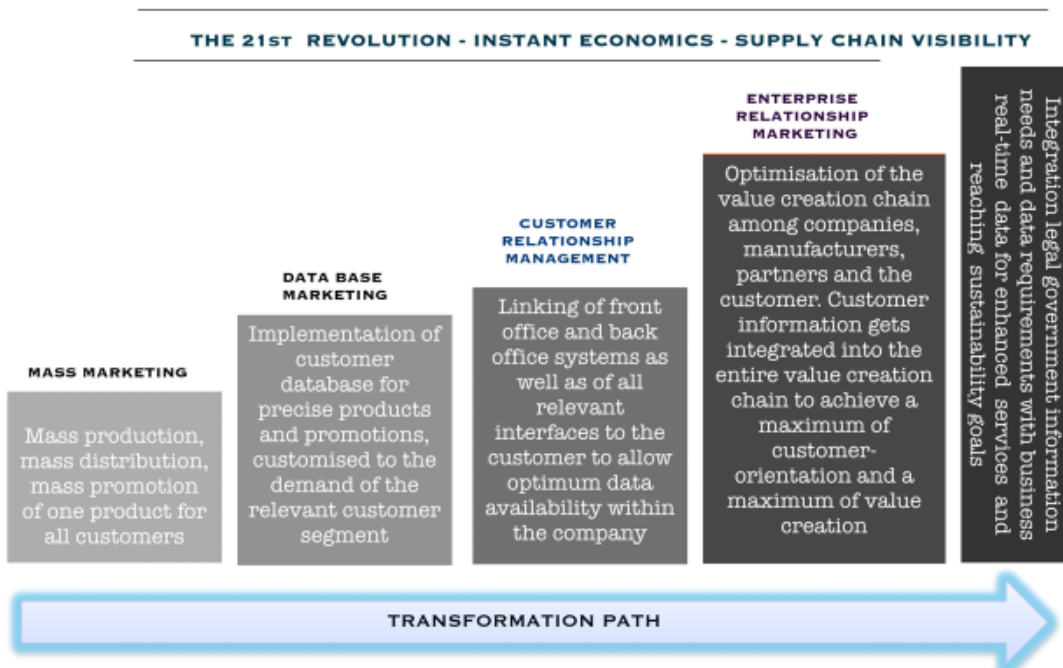 THE 21ST REVOLUTION - INSTANT ECONOMICS - SUPPLY CHAIN VISIBILITY
MASS MARKETING
Mass production,
mass distribution,
mass promotion
of one product for
all customers
DATA BASE
MARKETING
Implementation of
customer
database for
precise products
and promotions,
customised to the
demand of the
relevant customer
segment
CUSTOMER
RELATIONSHIP
MANAGEMENT
Linking of front
office and back
office systems as
well as of all
relevant
interfaces to the
customer to allow
optimum data
availability within
the company
ENTERPRISE
RELATIONSHIP
MARKETING
Optimisation of the
value creation chain
among companies,
manufacturers,
partners and the
customer. Customer
information gets
integrated into the
entire value creation
chain to achieve a
maximum of
customer-
orientation and a
maximum of value
creation
Integration legal government information
needs and data requirements with business
real-time data for enhanced services and
reaching sustainability goals
TRANSFORMATION PATH